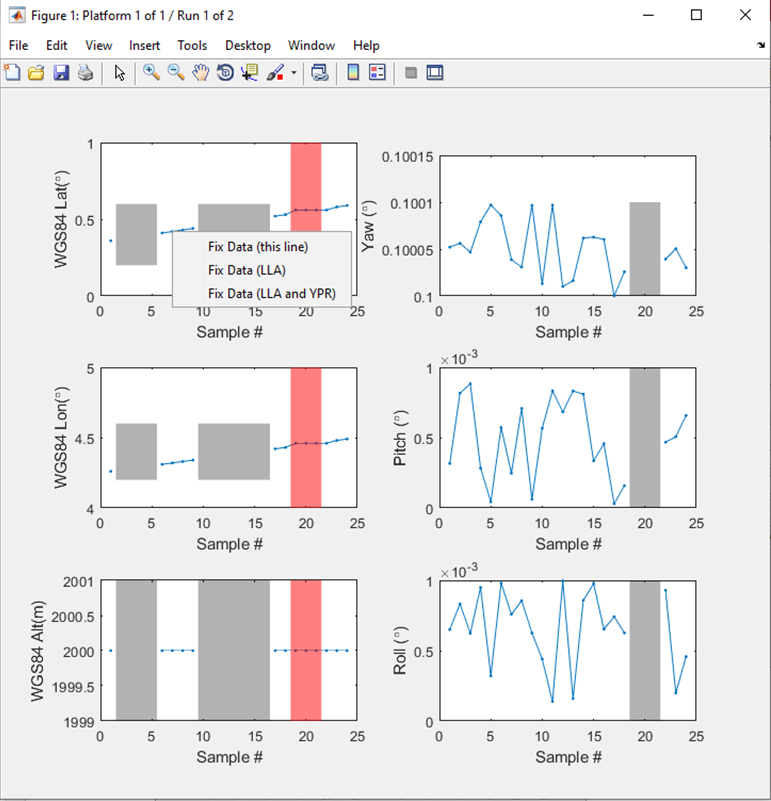 Figure 1: Platform 1 of 1 / Run 1 of 2
File Edit View Insert Tools Desktop Window Help
1
0.5
0
WGS84 Lat(°)
0 5 10 15 20 25
Sample #
Fix Data (this line)
Fix Data (LLA)
Fix Data (LLA and YPR)
0.10015
0.1001
0.10005
0.1
Yaw (°)
0 5 10 15 20 25
Sample #
5
4.5
4
WGS84 Lon(°)
0 5 10 15 20 25
Sample #
×10⁻³
1
0.5
0
Pitch (°)
0 5 10 15 20 25
Sample #
2001
2000.5
2000
1999.5
1999
WGS84 Alt(m)
0 5 10 15 20 25
Sample #
×10⁻³
1
0.5
0
Roll (°)
0 5 10 15 20 25
Sample #